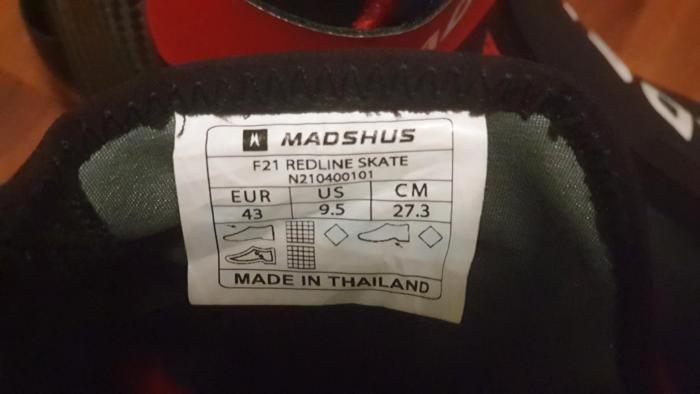 MADSHUS
F21 REDLINE SKATE
N210400101
EUR US CM
43 9.5 27.3
MADE IN THAILAND